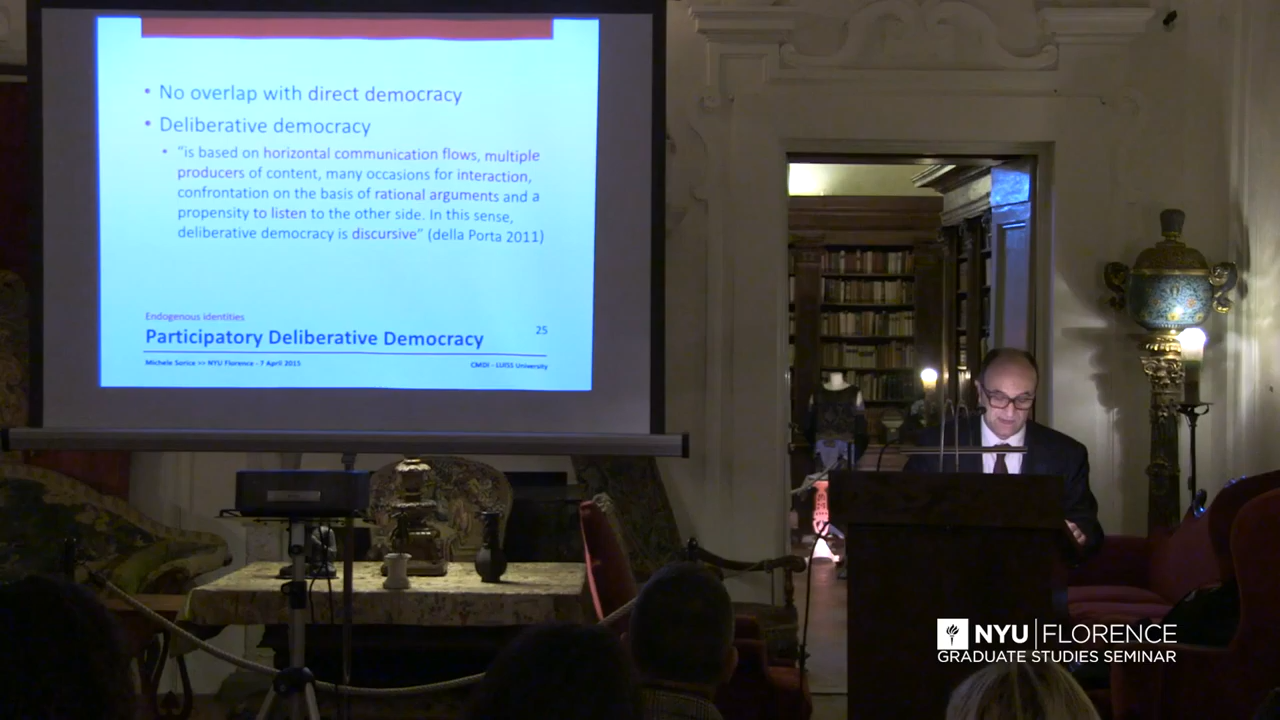 • No overlap with direct democracy
• Deliberative democracy
• "is based on horizontal communication flows, multiple
producers of content, many occasions for interaction,
confrontation on the basis of rational arguments and a
propensity to listen to the other side. In this sense,
deliberative democracy is discursive" (della Porta 2011)
Endogenous identities
25
Participatory Deliberative Democracy
Michele Sorice >> NYU Florence - 7 April 2015
CMDI - LUISS University
NYU FLORENCE
GRADUATE STUDIES SEMINAR